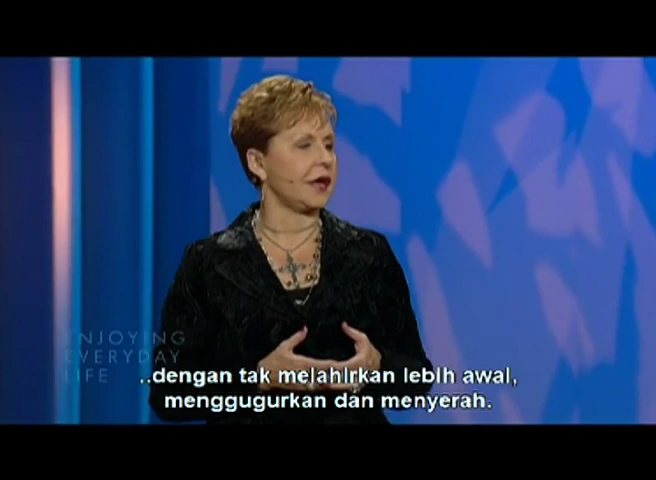 ENJOYING
EVERYDAY
LIFE
..dengan tak melahirkan lebih awal,
menggugurkan dan menyerah.